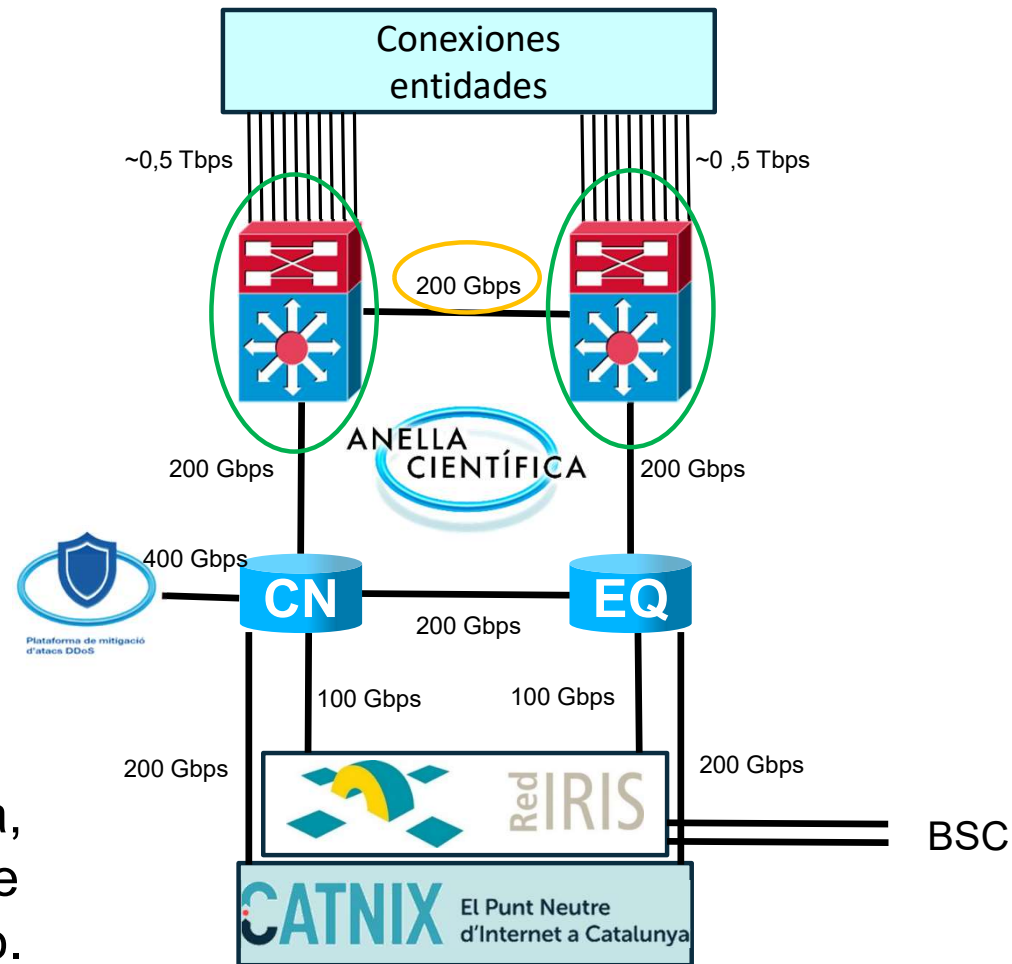 Conexiones
entidades
~0,5 Tbps
~0 ,5 Tbps
200 Gbps
ANELLA
CIENTÍFICA
200 Gbps
200 Gbps
400 Gbps
CN
EQ
200 Gbps
Plataforma de mitigació
d'atacs DDoS
100 Gbps
100 Gbps
200 Gbps
200 Gbps
Red IRIS
BSC
a,
e
o.
CATNIX
El Punt Neutre
d'Internet a Catalunya